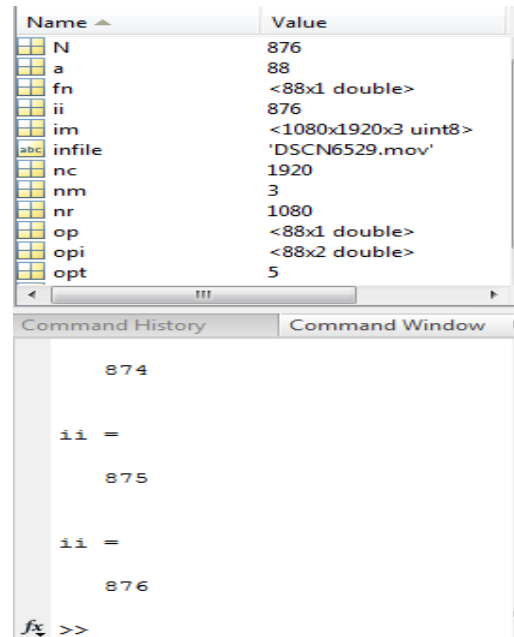 Name Value
N 876
a 88
fn <88x1 double>
ii 876
im <1080x1920x3 uint8>
abc infile 'DSCN6529.mov'
nc 1920
nm 3
nr 1080
op <88x1 double>
opi <88x2 double>
opt 5
Command History Command Window
874
ii =
875
ii =
876
fx >>